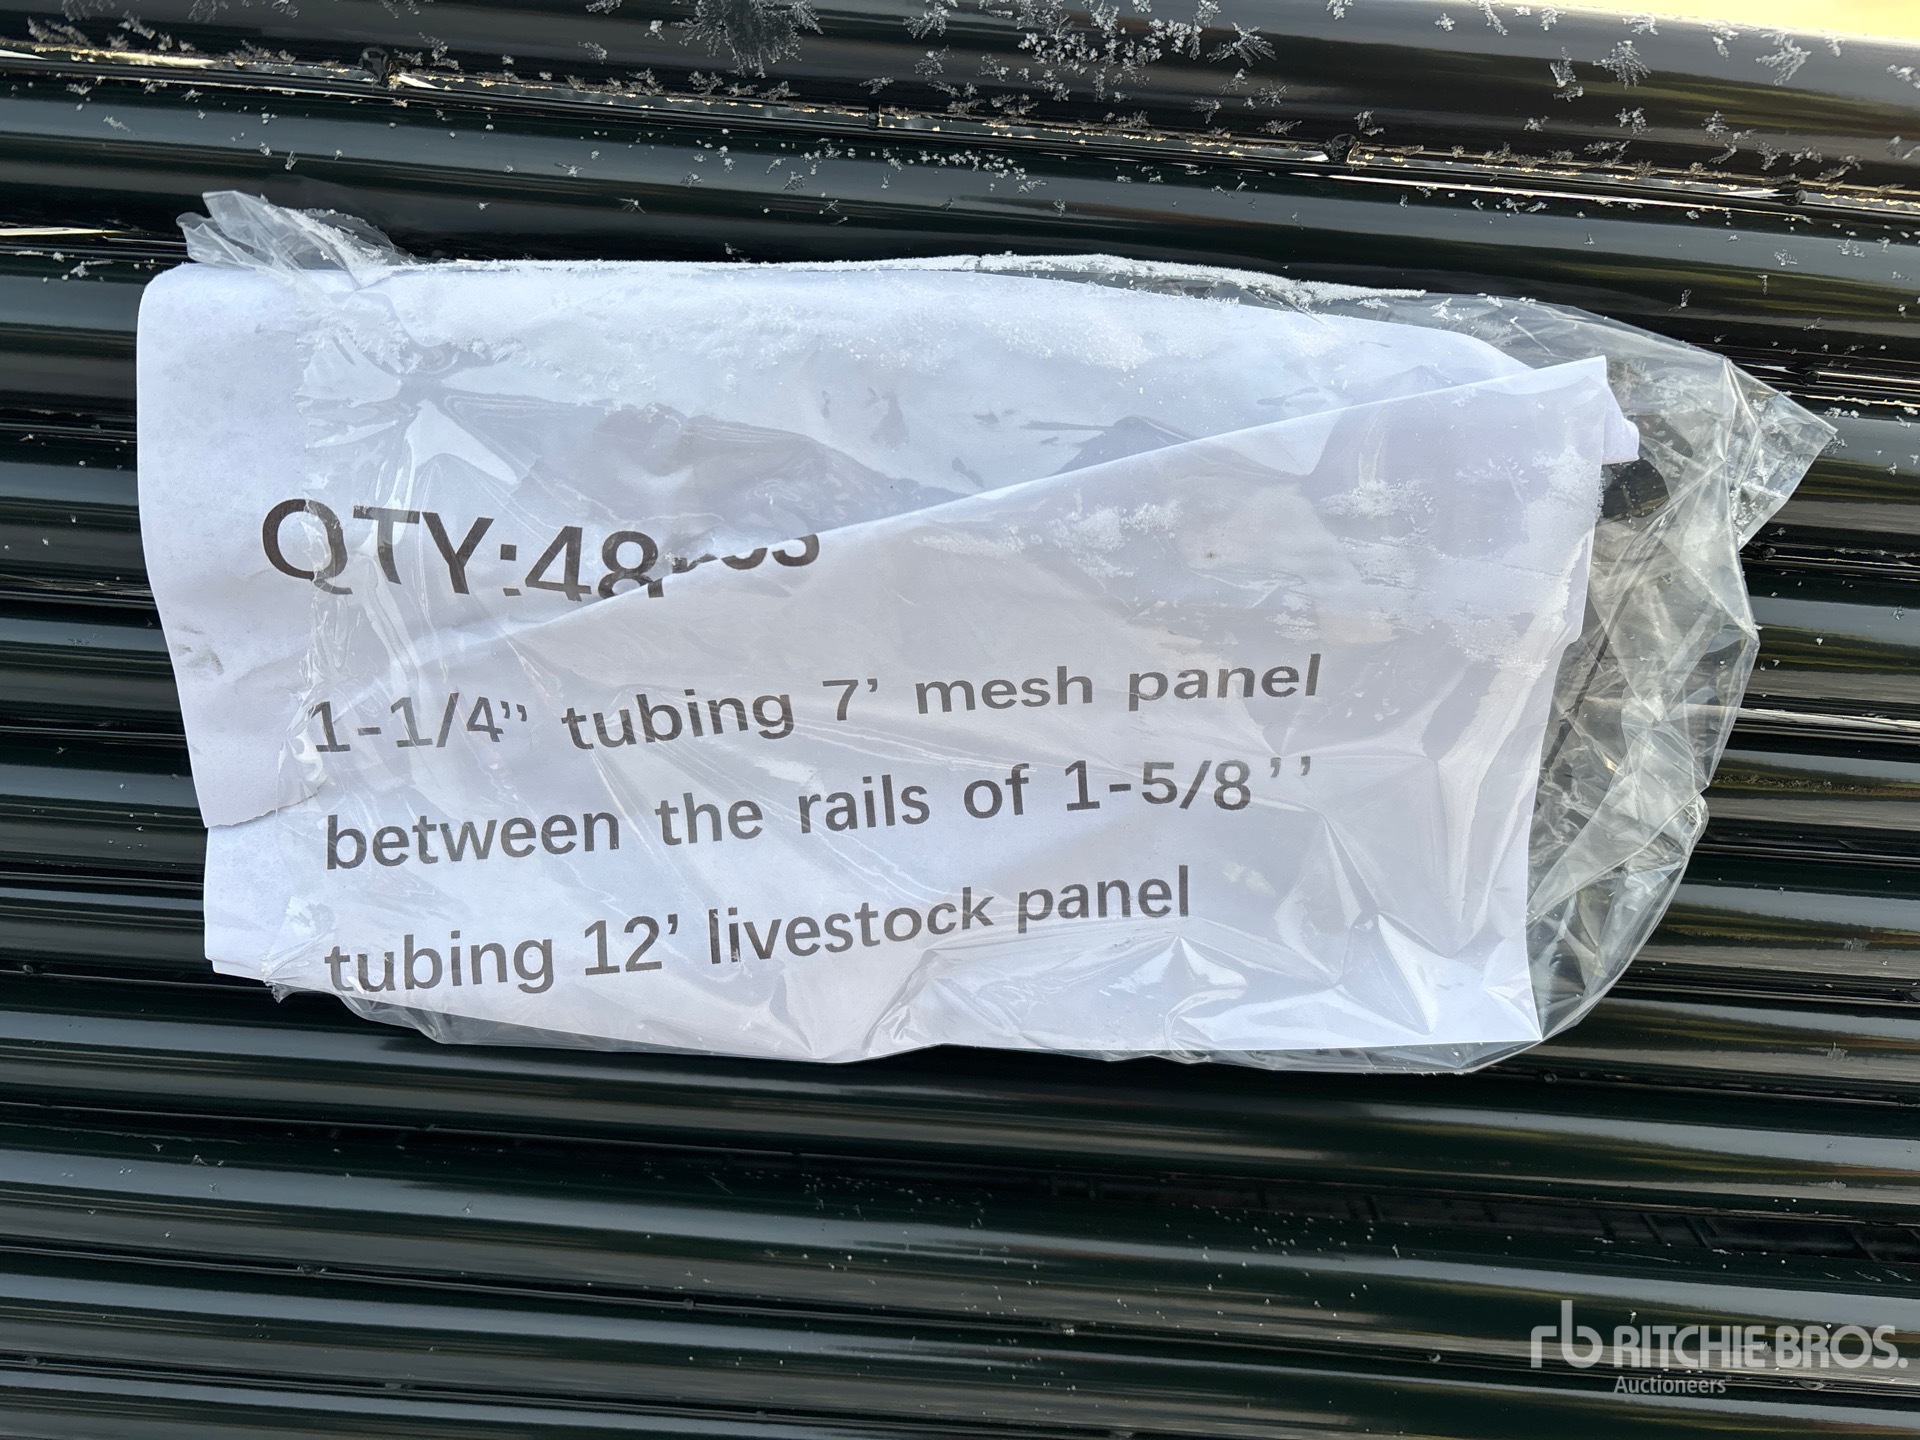 QTY:48
1-1/4” tubing 7’ mesh panel
between the rails of 1-5/8’’
tubing 12’ livestock panel
rb RITCHIE BROS.
Auctioneers